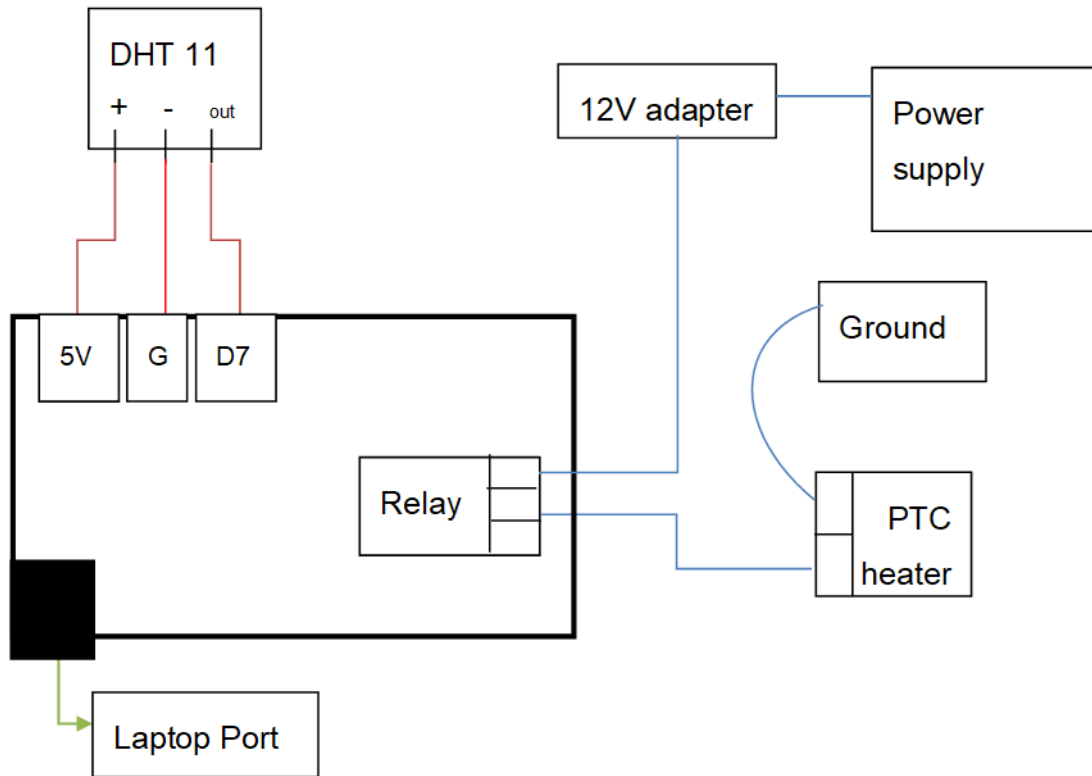 DHT 11
+ - out
12V adapter
Power
supply
5V
G
D7
Ground
Relay
PTC
heater
Laptop Port